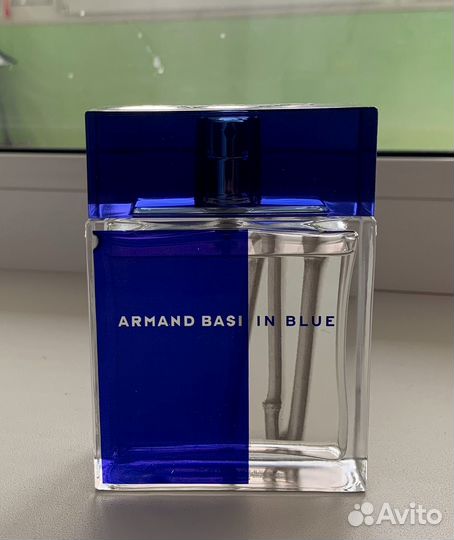 ARMAND BASI IN BLUE
Avito